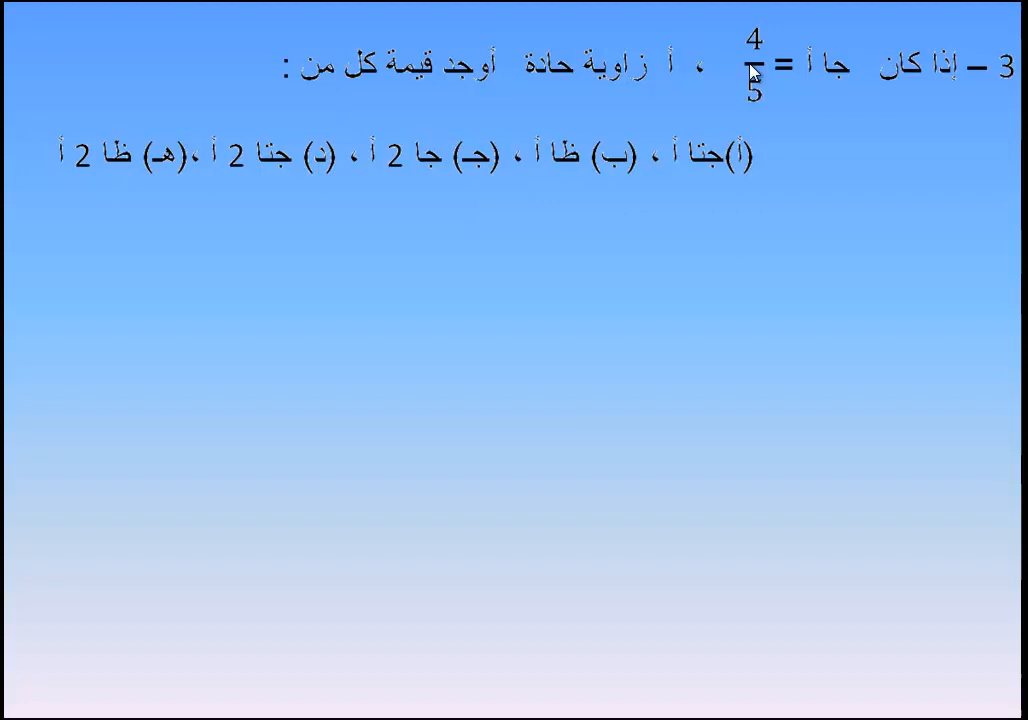 3 – إذا كان جا أ = 4/5 ، أ زاوية حادة أوجد قيمة كل من :
(أ)جتا أ ، (ب) ظا أ ، (جـ) جا 2 أ ، (د) جتا 2 أ ،(هـ) ظا 2 أ